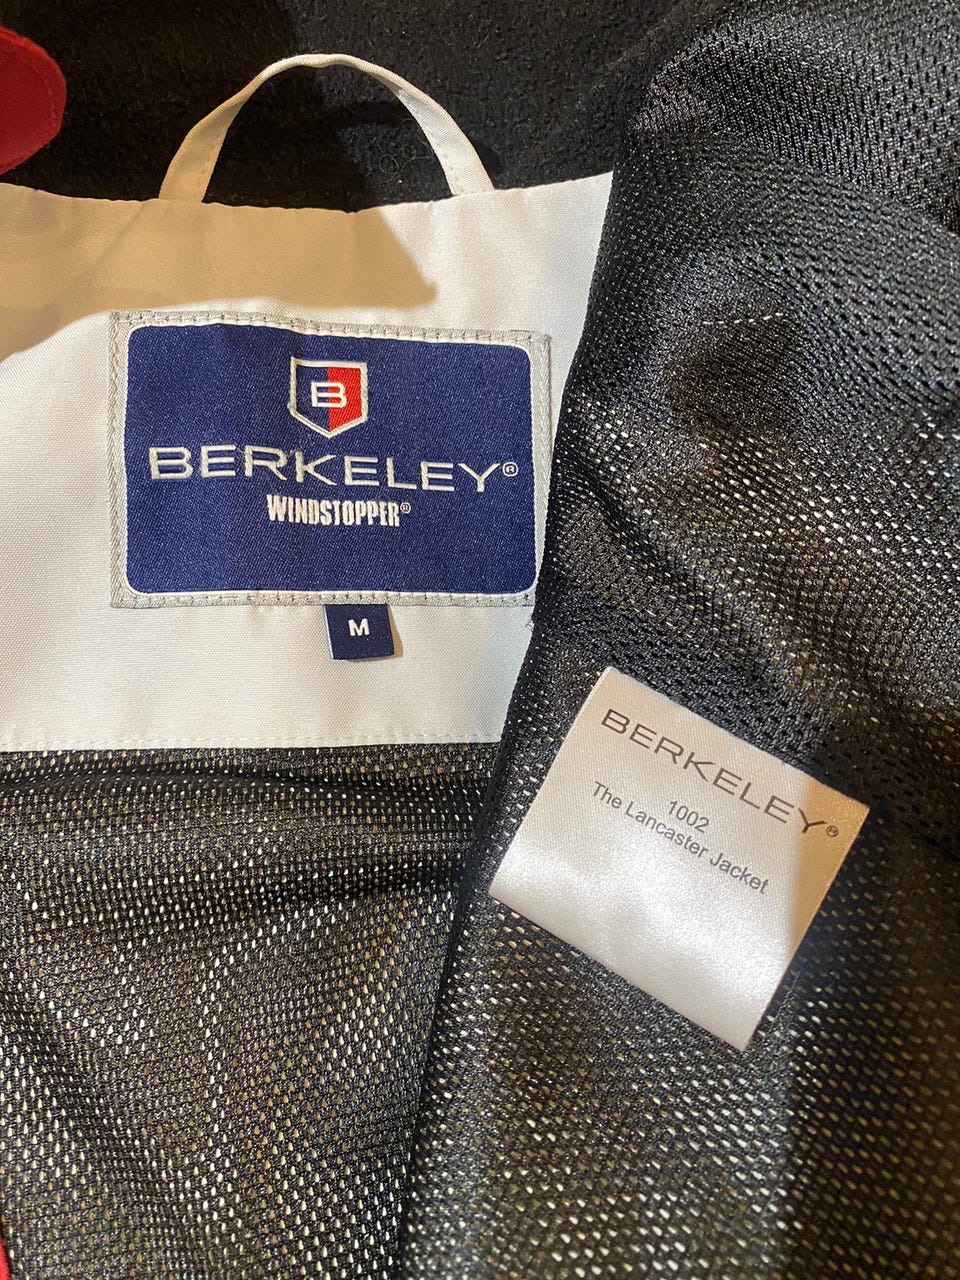 B
BERKELEY®
WINDSTOPPER®
M
BERKELEY®
1002
The Lancaster Jacket